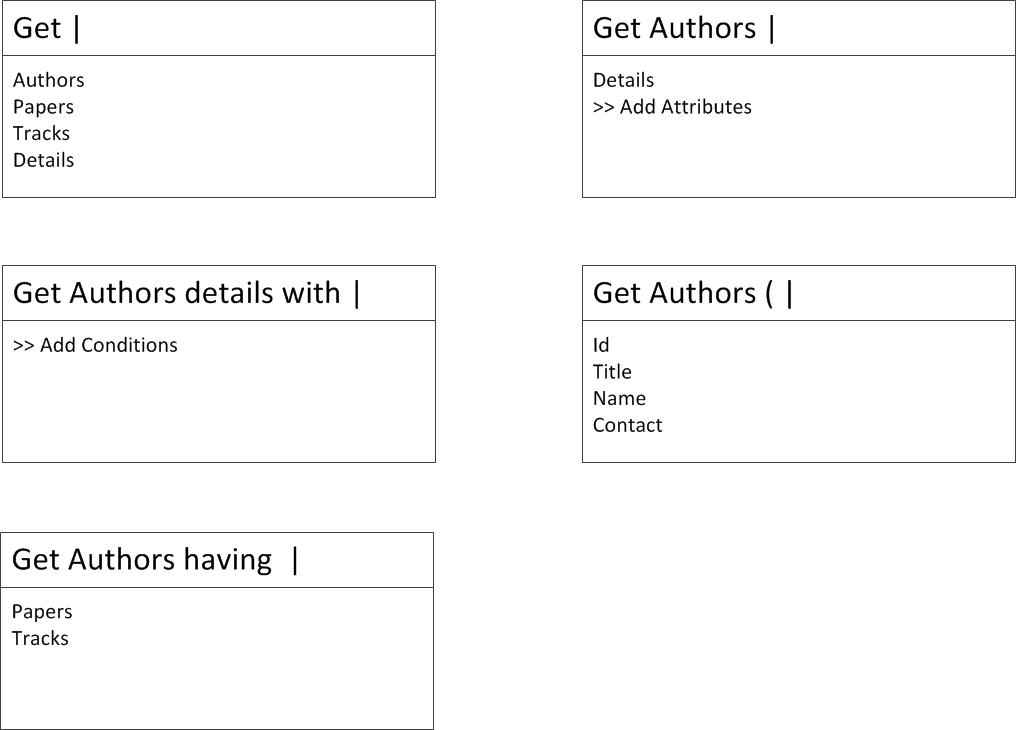 Get |
Authors
Papers
Tracks
Details
Get Authors |
Details
>> Add Attributes
Get Authors details with |
>> Add Conditions
Get Authors ( |
Id
Title
Name
Contact
Get Authors having |
Papers
Tracks